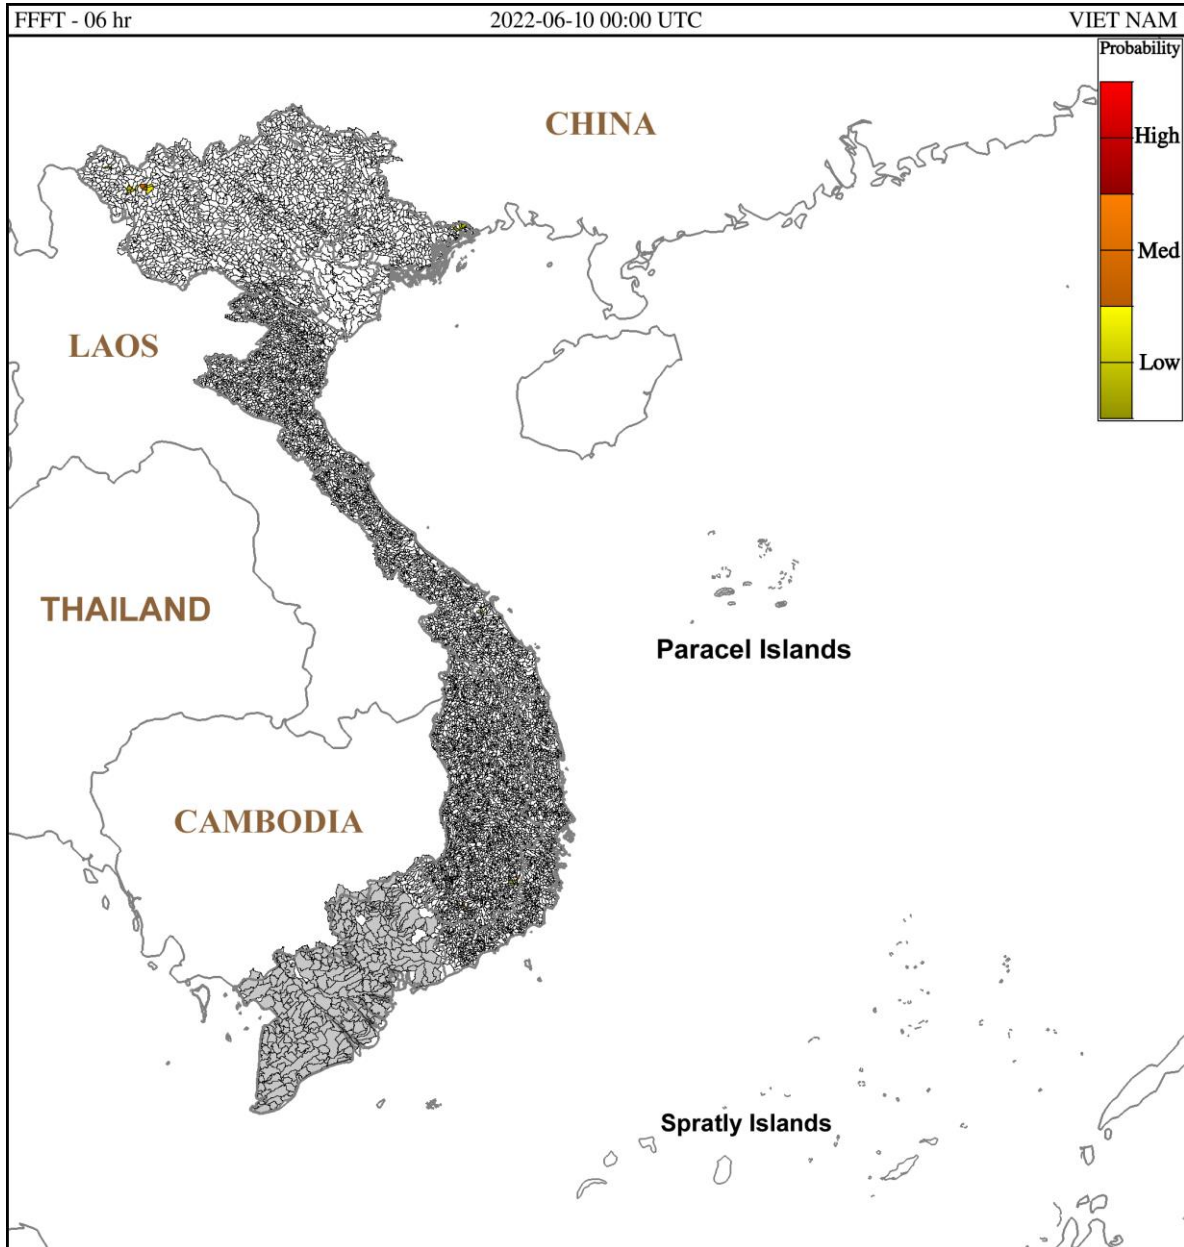 FFFT - 06 hr
2022-06-10 00:00 UTC
VIET NAM
Probability
High
Med
Low
CHINA
LAOS
THAILAND
Paracel Islands
CAMBODIA
Spratly Islands